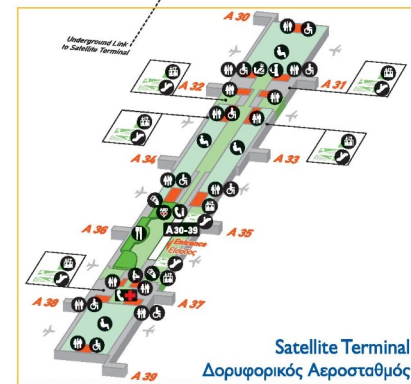 A 30
Underground Link
to Satellite Terminal
A 32
A 31
A 34
A 33
A 36
A30-39
A 35
Entrance
Είσοδος
A 38
A 37
A 39
Satellite Terminal
Δορυφορικός Αεροσταθμός